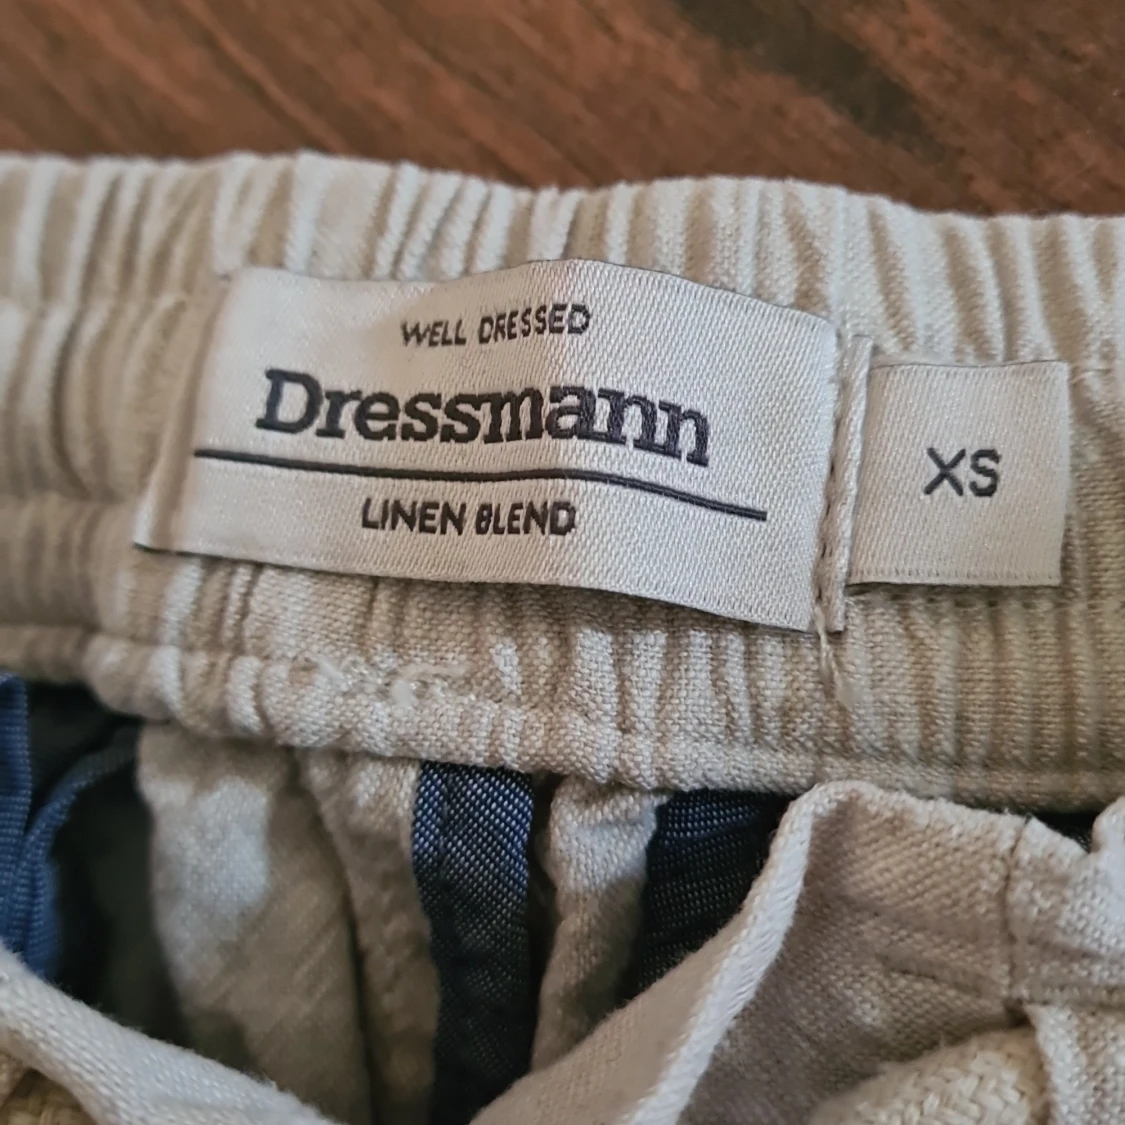 WELL DRESSED
Dressmann
LINEN BLEND
XS